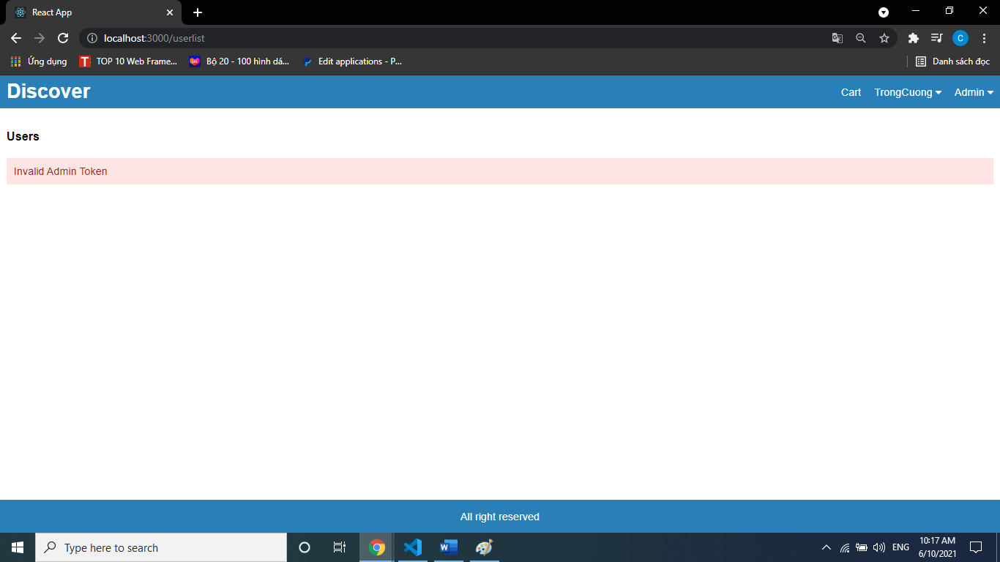 React App
localhost:3000/userlist
Ứng dụng TOP 10 Web Frame... Bộ 20 - 100 hình dá... Edit applications - P... Danh sách đọc
Discover Cart TrongCuong Admin
Users
Invalid Admin Token
All right reserved
Type here to search ENG 10:17 AM
6/10/2021